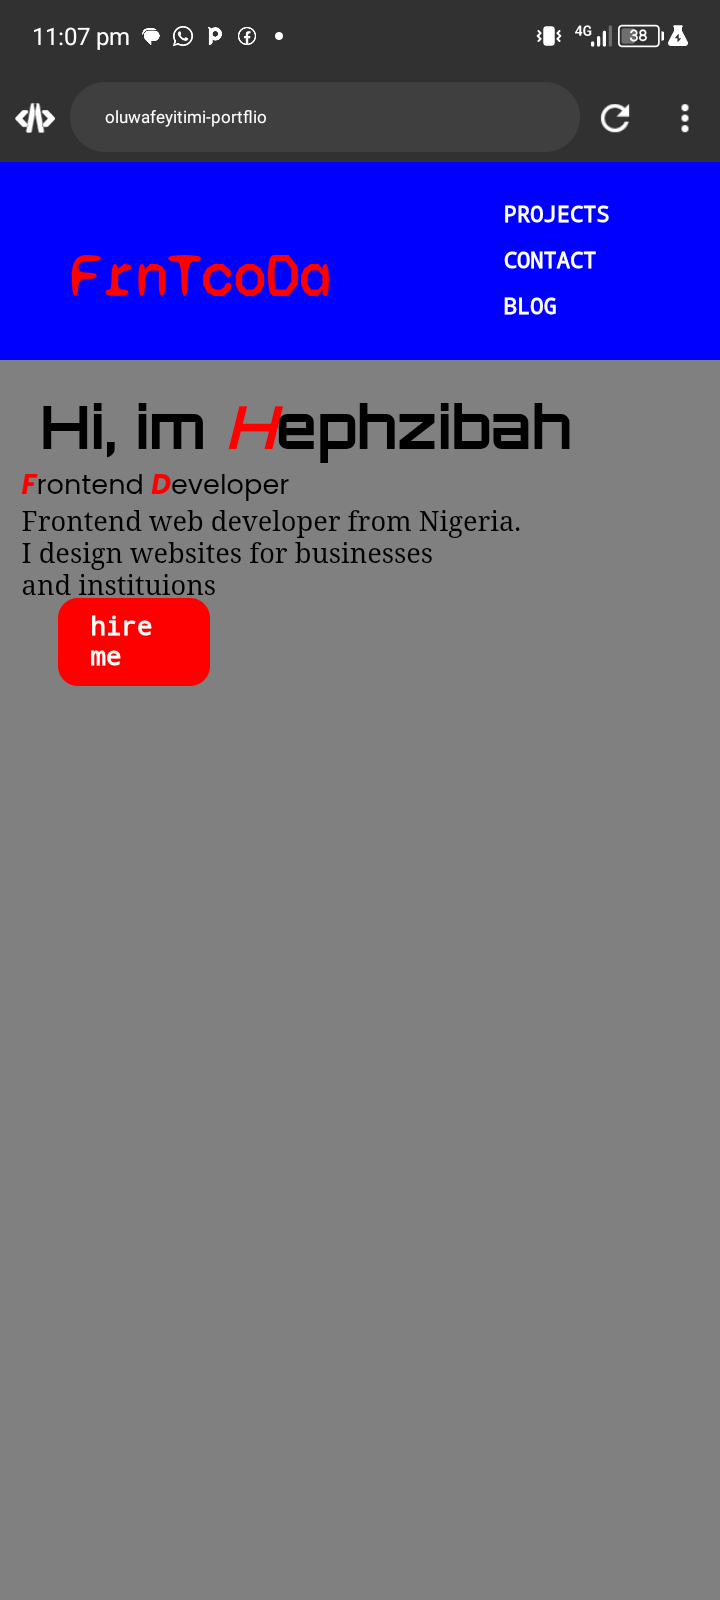 11:07 pm
4G
38
oluwafeyitimi-portflio
PROJECTS
FrnTcoDa
CONTACT
BLOG
Hi, im Hephzibah
Frontend Developer
Frontend web developer from Nigeria.
I design websites for businesses
and instituions
hire
me